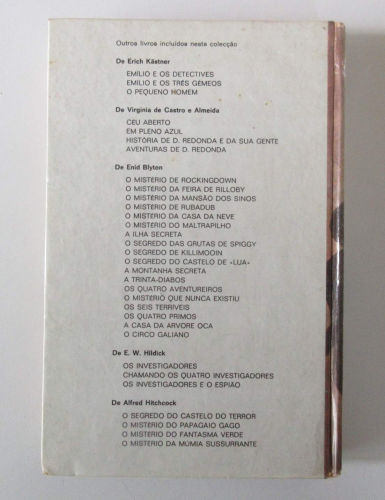 Outros livros incluídos nesta colecção
De Erich Kästner
EMÍLIO E OS DETECTIVES
EMÍLIO E OS TRÊS GÉMEOS
O PEQUENO HOMEM
De Virgínia de Castro e Almeida
CEU ABERTO
EM PLENO AZUL
HISTÓRIA DE D. REDONDA E DA SUA GENTE
AVENTURAS DE D. REDONDA
De Enid Blyton
O MISTÉRIO DE ROCKINGDOWN
O MISTÉRIO DA FEIRA DE RILLOBY
O MISTÉRIO DA MANSÃO DOS SINOS
O MISTÉRIO DE RUBADUB
O MISTÉRIO DA CASA DA NEVE
O MISTÉRIO DO MALTRAPILHO
A ILHA SECRETA
O SEGREDO DAS GRUTAS DE SPIGGY
O SEGREDO DE KILLIMOOIN
O SEGREDO DO CASTELO DE «LUA»
A MONTANHA SECRETA
A TRINTA-DIABOS
OS QUATRO AVENTUREIROS
O MISTÉRIO QUE NUNCA EXISTIU
OS SEIS TERRÍVEIS
OS QUATRO PRIMOS
A CASA DA ARVORE OCA
O CIRCO GALIANO
De E. W. Hildick
OS INVESTIGADORES
CHAMANDO OS QUATRO INVESTIGADORES
OS INVESTIGADORES E O ESPIÃO
De Alfred Hitchcock
O SEGREDO DO CASTELO DO TERROR
O MISTÉRIO DO PAPAGAIO GAGO
O MISTÉRIO DO FANTASMA VERDE
O MISTÉRIO DA MÚMIA SUSSURRANTE